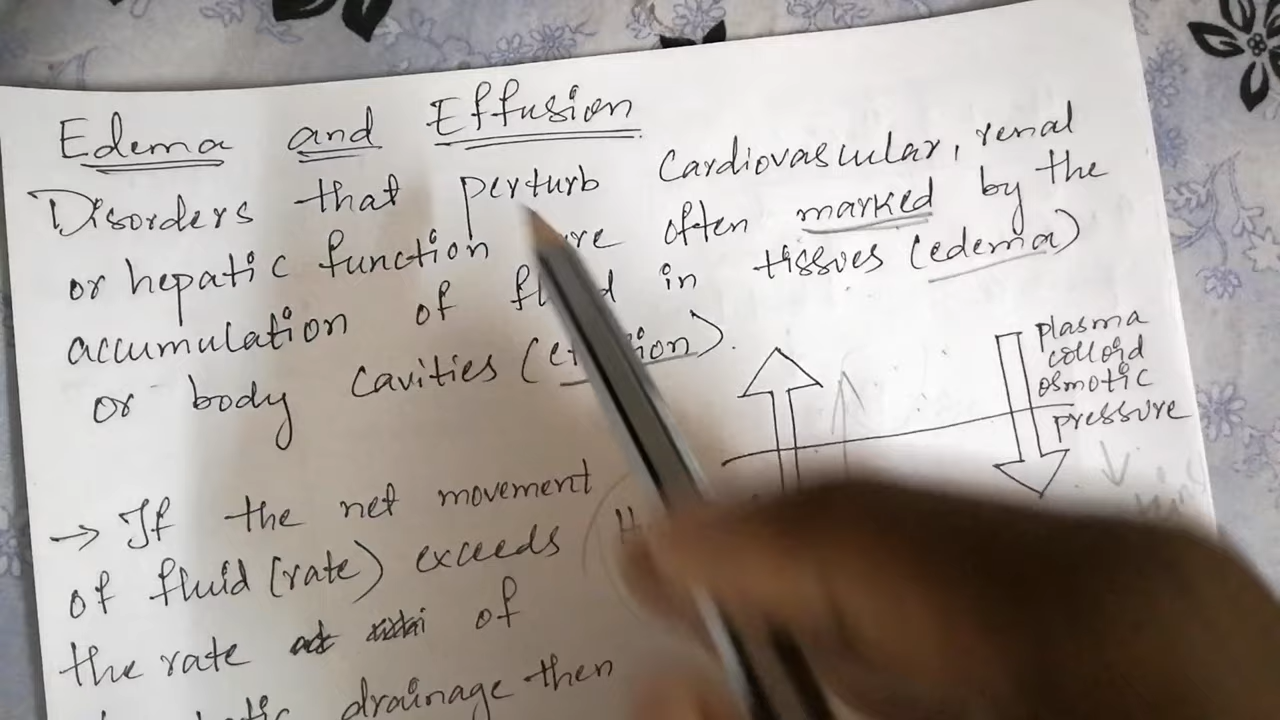 Edema and Effusion
Disorders that perturb Cardiovascular, renal
or hepatic function are often marked by the
accumulation of fluid in tissues (edema)
or body cavities (effusion).
plasma
colloid
osmotic
pressure
→ If the net movement
of fluid (rate) exceeds
the rate of
drainage then